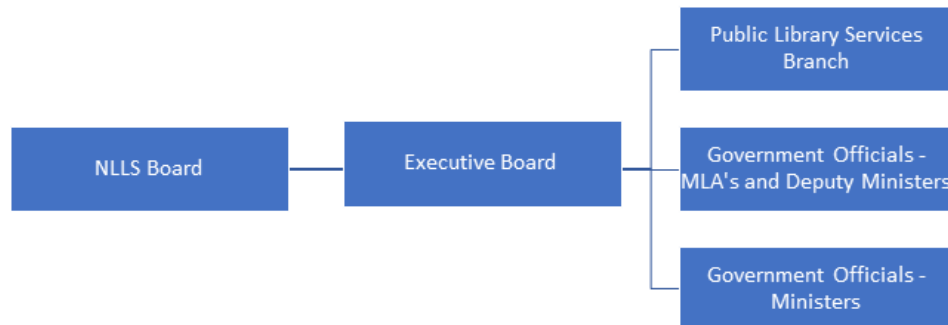 NLLS Board
Executive Board
Public Library Services
Branch
Government Officials -
MLA's and Deputy Ministers
Government Officials -
Ministers